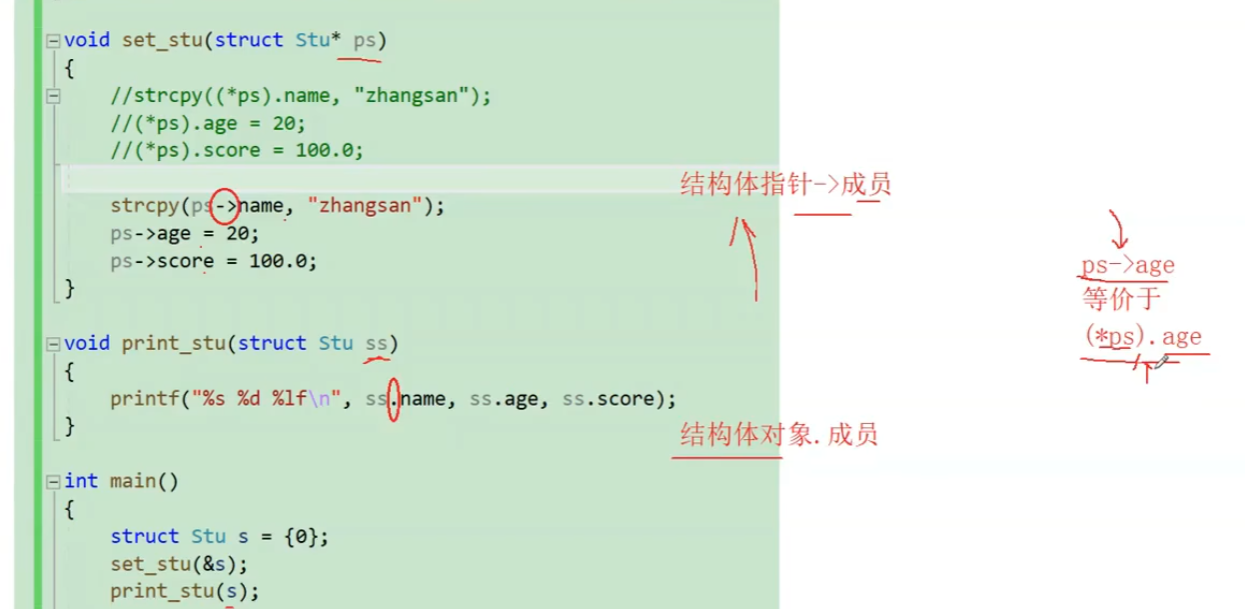 void set_stu(struct Stu* ps)
{
//strcpy((*ps).name, "zhangsan");
//(*ps).age = 20;
//(*ps).score = 100.0;
结构体指针->成员
strcpy(ps->name, "zhangsan");
ps->age = 20;
ps->score = 100.0;
}
ps->age
等价于
(*ps).age
void print_stu(struct Stu ss)
{
printf("%s %d %lf\n", ss.name, ss.age, ss.score);
}
结构体对象.成员
int main()
{
struct Stu s = {0};
set_stu(&s);
print_stu(s);